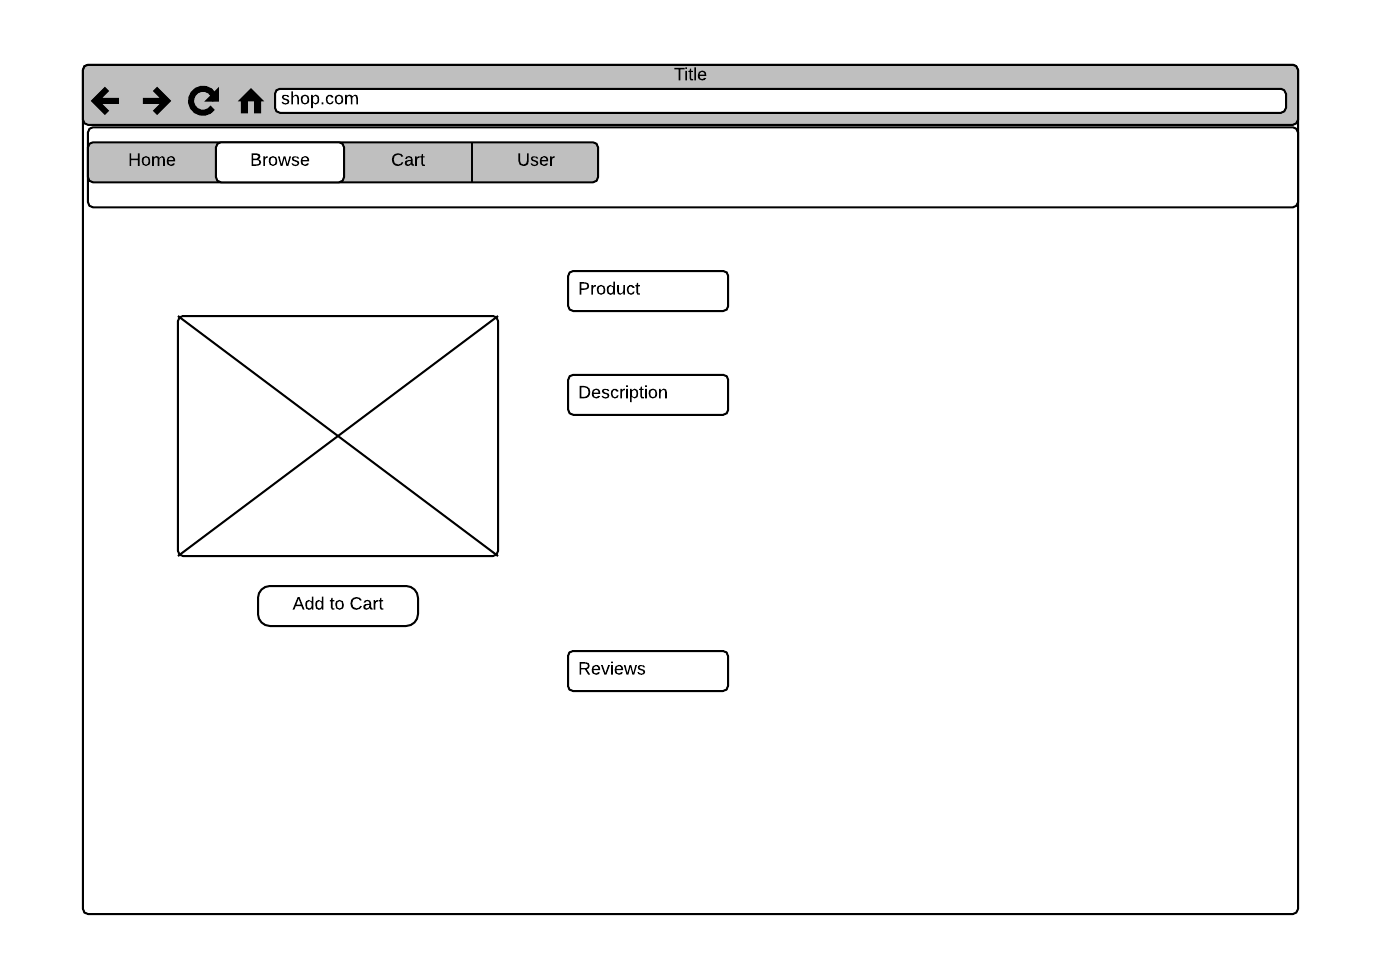 Title
shop.com
Home Browse Cart User
Product
Description
Add to Cart
Reviews